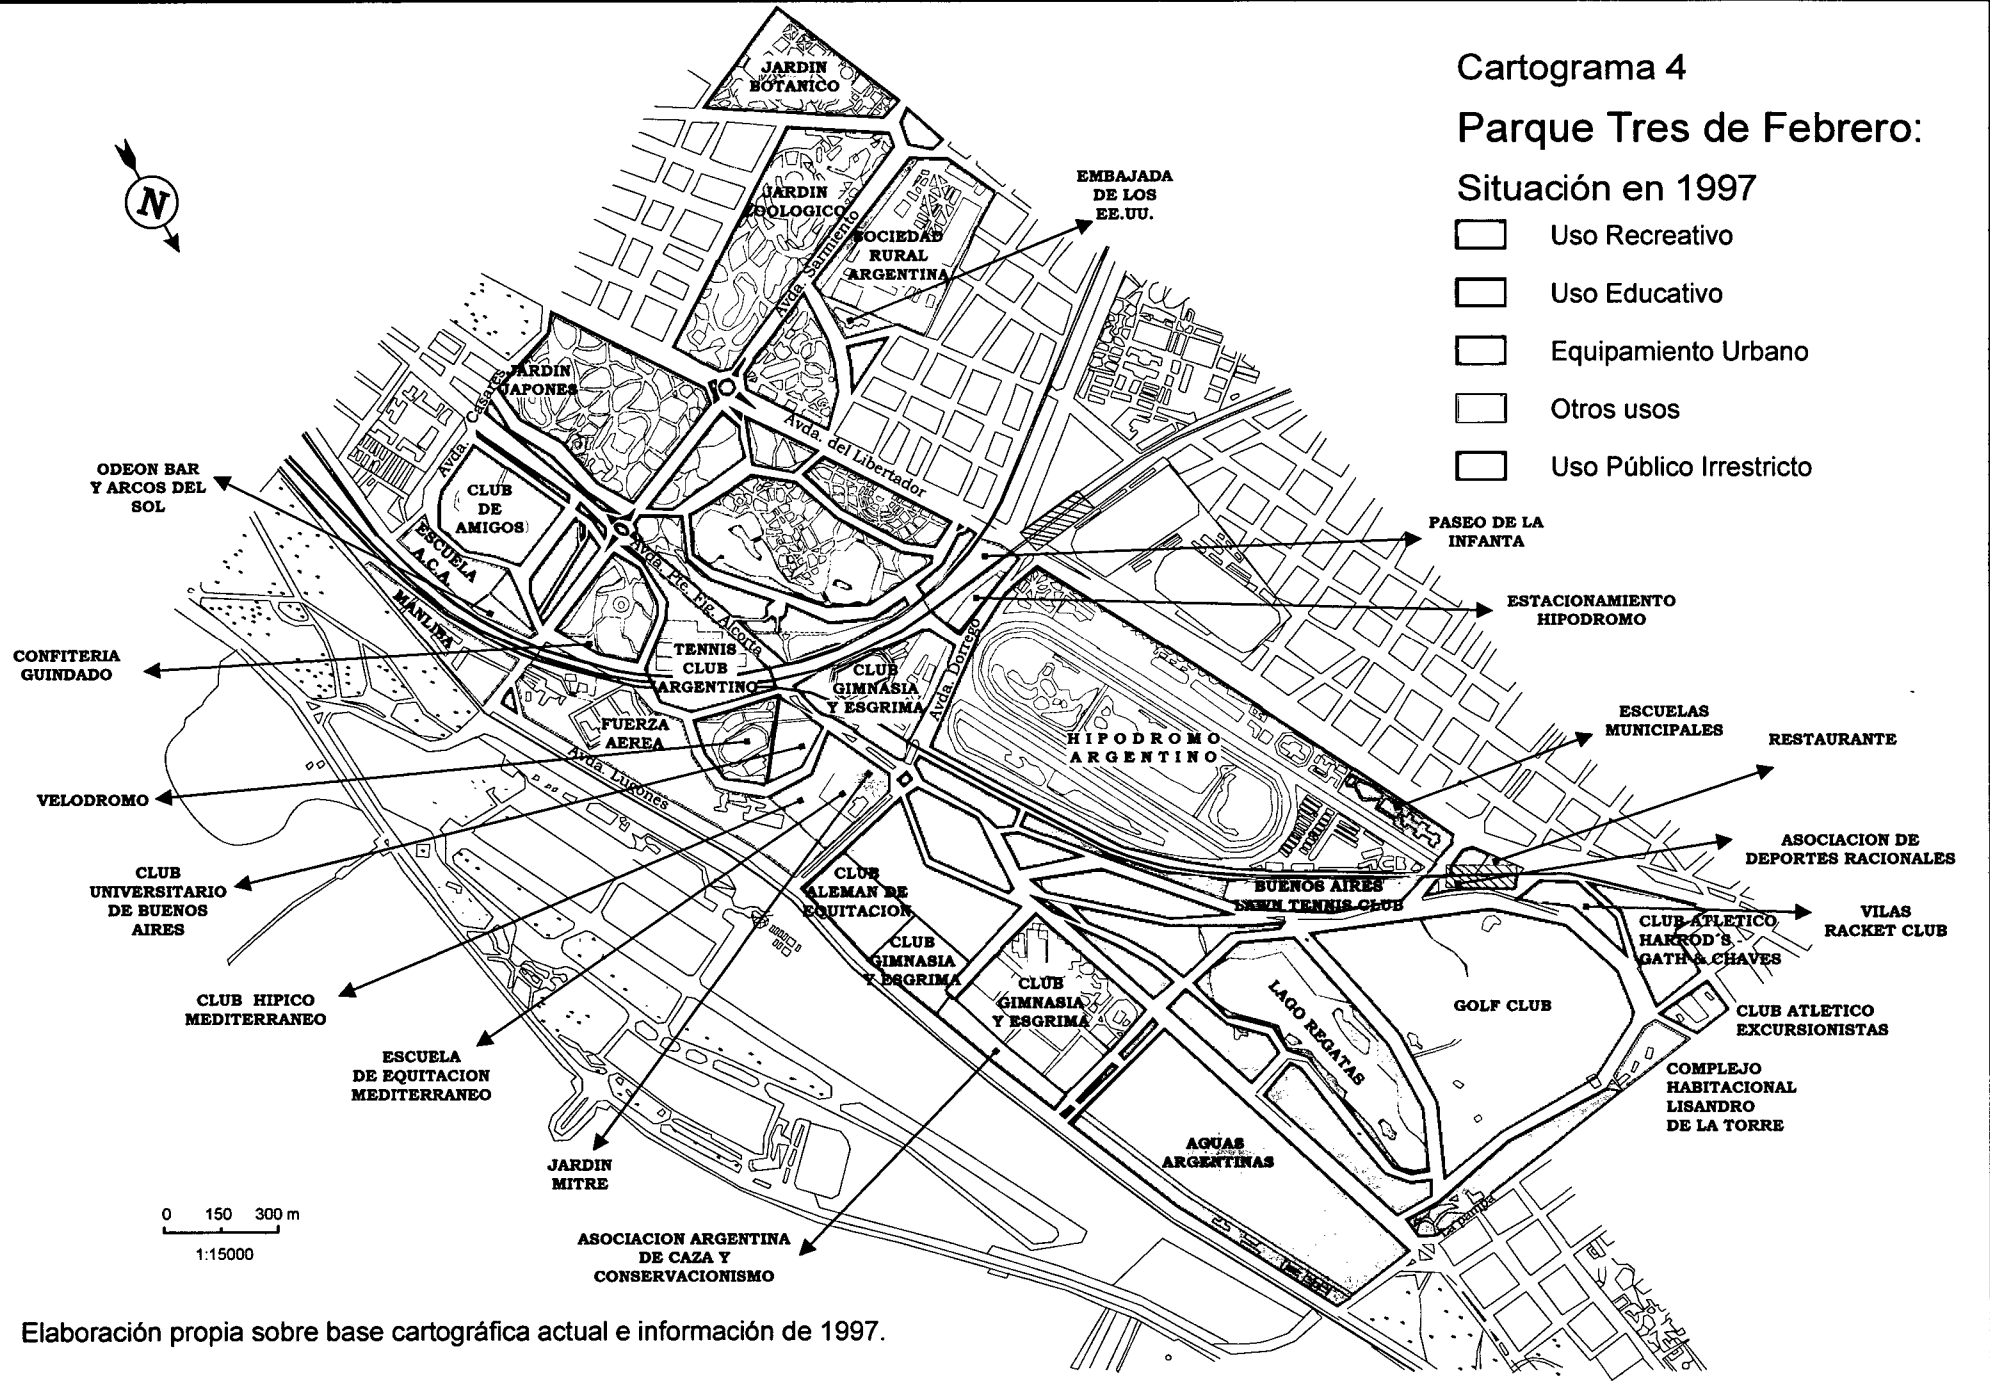 Cartograma 4
Parque Tres de Febrero:
Situación en 1997
Uso Recreativo
Uso Educativo
Equipamiento Urbano
Otros usos
Uso Público Irrestricto
N
JARDIN
BOTANICO
JARDIN
ZOOLOGICO
Avda. Sarmiento
SOCIEDAD
RURAL
ARGENTINA
EMBAJADA
DE LOS
EE.UU.
JARDIN
JAPONES
Avda. Casares
Avda. del Libertador
ODEON BAR
Y ARCOS DEL
SOL
CLUB
DE
AMIGOS
ESCUELA
A.C.A.
MANLIBA
Avda. Pte. Fig. Alcorta
PASEO DE LA
INFANTA
ESTACIONAMIENTO
HIPODROMO
CONFITERIA
GUINDADO
TENNIS
CLUB
ARGENTINO
CLUB
GIMNASIA
Y ESGRIMA
Avda. Dorrego
FUERZA
AEREA
Avda. Lugones
HIPODROMO
ARGENTINO
ESCUELAS
MUNICIPALES
RESTAURANTE
VELODROMO
ASOCIACION DE
DEPORTES RACIONALES
CLUB
UNIVERSITARIO
DE BUENOS
AIRES
CLUB
ALEMAN DE
EQUITACION
BUENOS AIRES
LAWN TENNIS CLUB
VILAS
RACKET CLUB
CLUB ATLETICO
HARROD´S -
GATH & CHAVES
CLUB
GIMNASIA
Y ESGRIMA
CLUB
GIMNASIA
Y ESGRIMA
LAGO REGATAS
GOLF CLUB
CLUB ATLETICO
EXCURSIONISTAS
CLUB HIPICO
MEDITERRANEO
ESCUELA
DE EQUITACION
MEDITERRANEO
COMPLEJO
HABITACIONAL
LISANDRO
DE LA TORRE
JARDIN
MITRE
AGUAS
ARGENTINAS
La pampa
0 150 300 m
1:15000
ASOCIACION ARGENTINA
DE CAZA Y
CONSERVACIONISMO
Elaboración propia sobre base cartográfica actual e información de 1997.